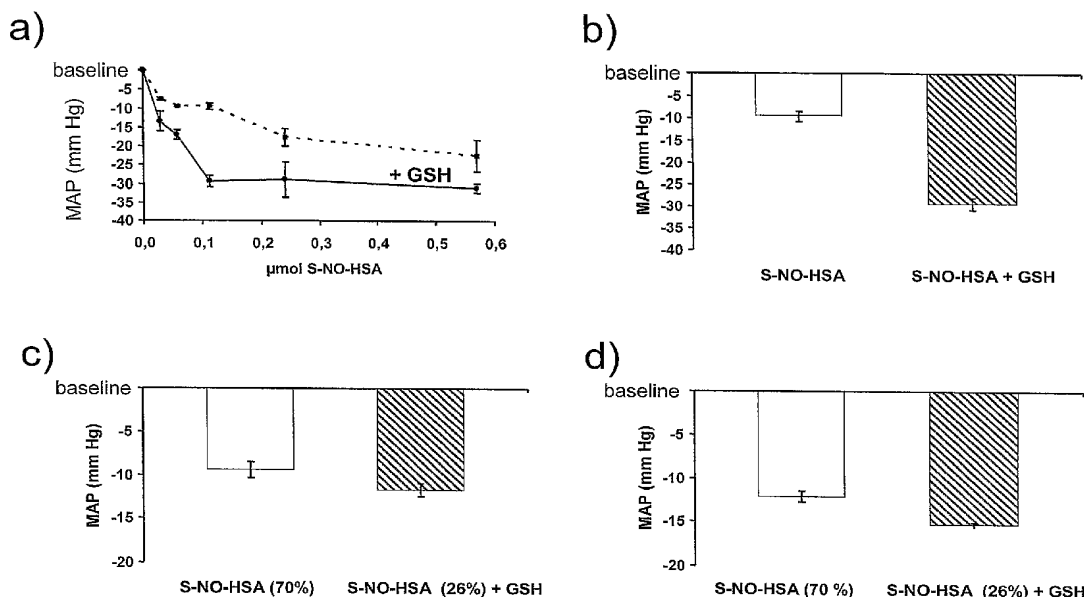 a)
baseline
-5
-10
-15
-20
-25
-30
-35
-40
MAP (mm Hg)
+ GSH
0,0 0,1 0,2 0,3 0,4 0,5 0,6
µmol S-NO-HSA
b)
baseline
-5
-10
-15
-20
-25
-30
-35
-40
MAP (mm Hg)
S-NO-HSA S-NO-HSA + GSH
c)
baseline
-5
-10
-15
-20
MAP (mm Hg)
S-NO-HSA (70%) S-NO-HSA (26%) + GSH
d)
baseline
-5
-10
-15
-20
MAP (mm Hg)
S-NO-HSA (70 %) S-NO-HSA (26%) + GSH